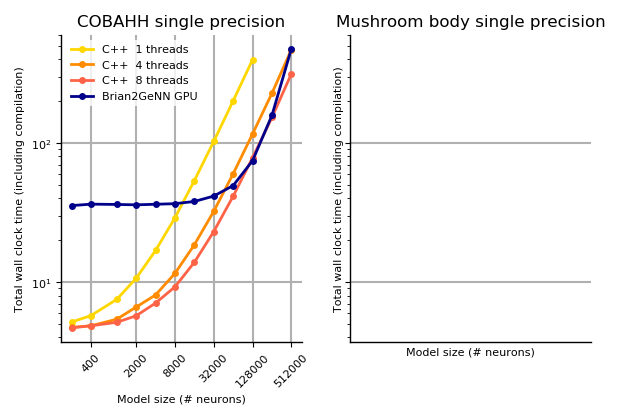 COBAHH single precision
Mushroom body single precision
C++  1 threads
C++  4 threads
C++  8 threads
Brian2GeNN GPU
Total wall clock time (including compilation)
10²
10¹
400
2000
8000
32000
128000
512000
Model size (# neurons)
Total wall clock time (including compilation)
Model size (# neurons)